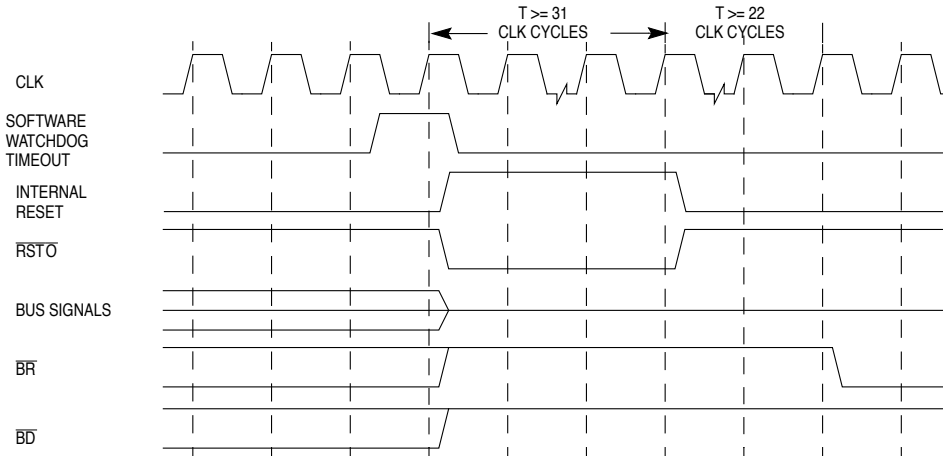 T >= 31
CLK CYCLES
T >= 22
CLK CYCLES
CLK
SOFTWARE
WATCHDOG
TIMEOUT
INTERNAL
RESET
RSTO
BUS SIGNALS
BR
BD